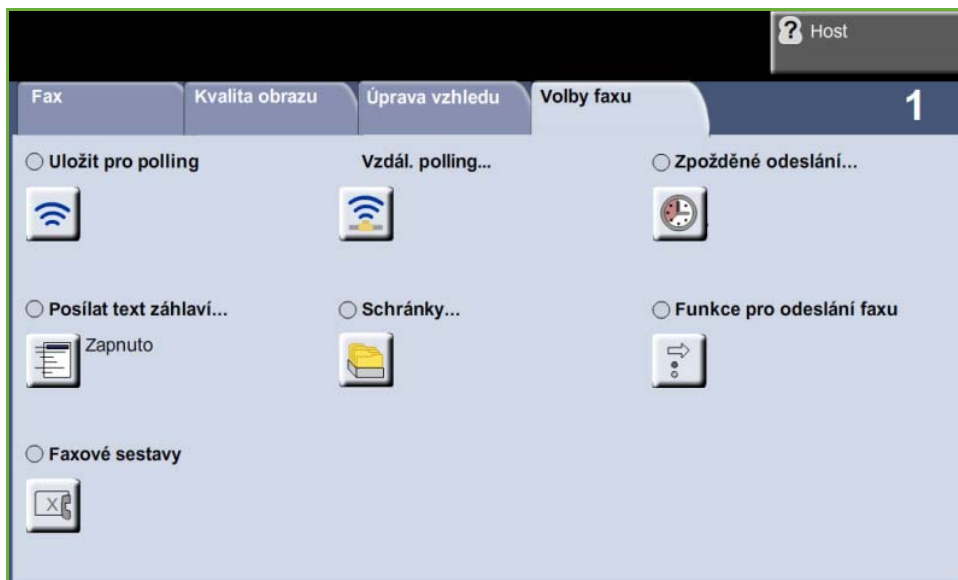 Host
Fax Kvalita obrazu Úprava vzhledu Volby faxu 1
Uložit pro polling Vzdál. polling... Zpožděné odeslání...
Posílat text záhlaví... Schránky... Funkce pro odeslání faxu
Zapnuto
Faxové sestavy
X